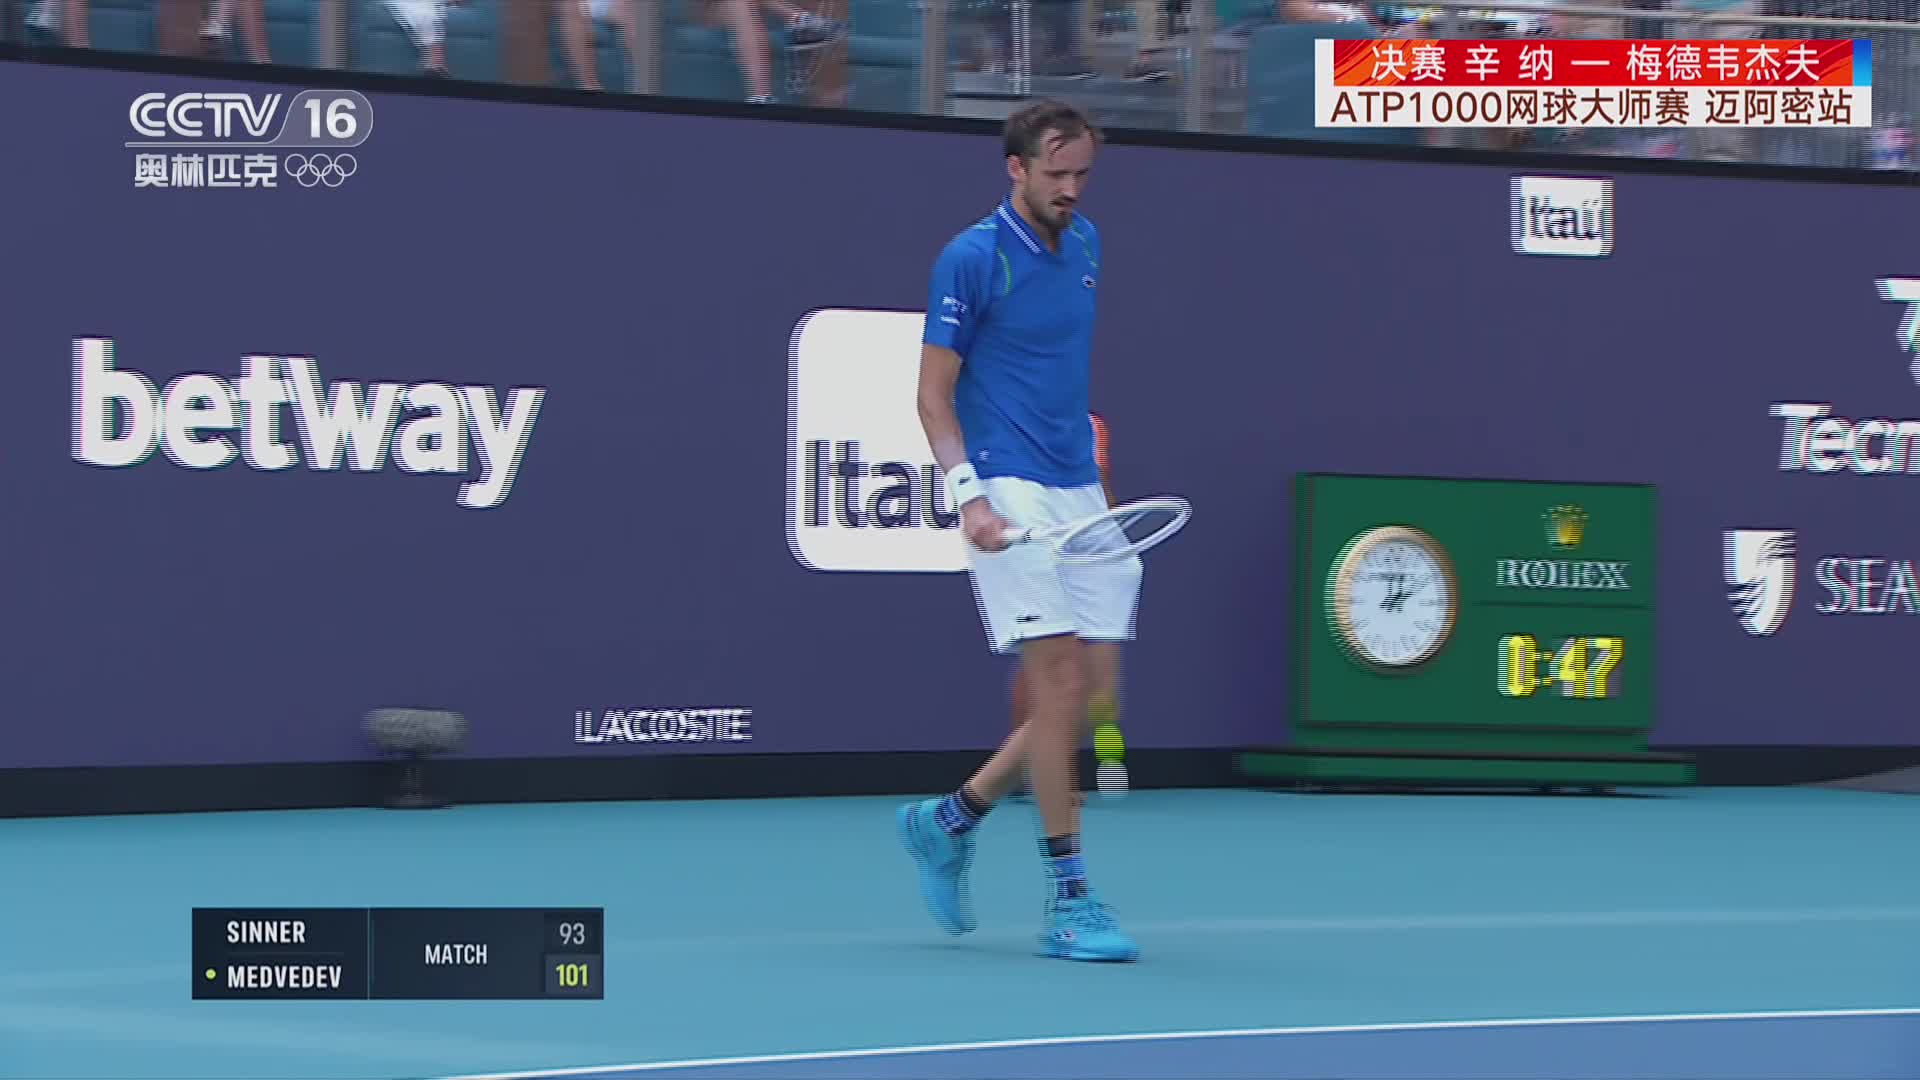 决赛 辛 纳 — 梅德韦杰夫
ATP1000网球大师赛 迈阿密站
CCTV 16
奥林匹克
Itaú
betway
Itaú
Tecn
ROLEX
0:47
SEA
LACOSTE
SINNER 93
MATCH
MEDVEDEV 101